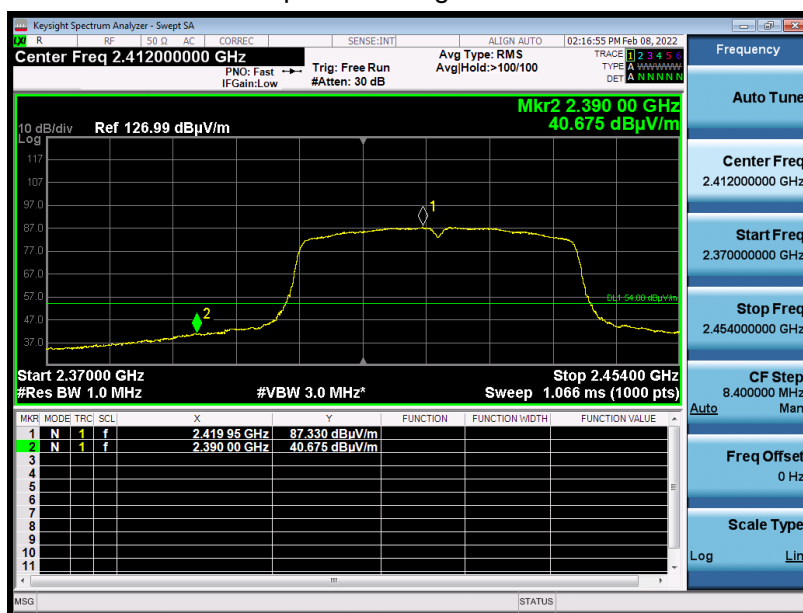 Keysight Spectrum Analyzer - Swept SA
LXI R RF 50 Ω AC CORREC SENSE:INT ALIGN AUTO 02:16:55 PM Feb 08, 2022
Center Freq 2.412000000 GHz
PNO: Fast
IFGain:Low
Trig: Free Run
#Atten: 30 dB
Avg Type: RMS
Avg|Hold:>100/100
TRACE 1 2 3 4 5 6
TYPE A WWWWW
DET A N N N N N
Mkr2 2.390 00 GHz
40.675 dBµV/m
10 dB/div Ref 126.99 dBµV/m
Log
117
107
97.0
87.0
77.0
67.0
57.0
47.0
37.0
1
2
DL1 54.00 dBµV/m
Start 2.37000 GHz Stop 2.45400 GHz
#Res BW 1.0 MHz #VBW 3.0 MHz* Sweep 1.066 ms (1000 pts)
MKR MODE TRC SCL X Y FUNCTION FUNCTION WIDTH FUNCTION VALUE
1 N 1 f 2.419 95 GHz 87.330 dBµV/m
2 N 1 f 2.390 00 GHz 40.675 dBµV/m
3
4
5
6
7
8
9
10
11
MSG STATUS
Frequency
Auto Tune
Center Freq
2.412000000 GHz
Start Freq
2.370000000 GHz
Stop Freq
2.454000000 GHz
CF Step
8.400000 MHz
Auto Man
Freq Offset
0 Hz
Scale Type
Log Lin